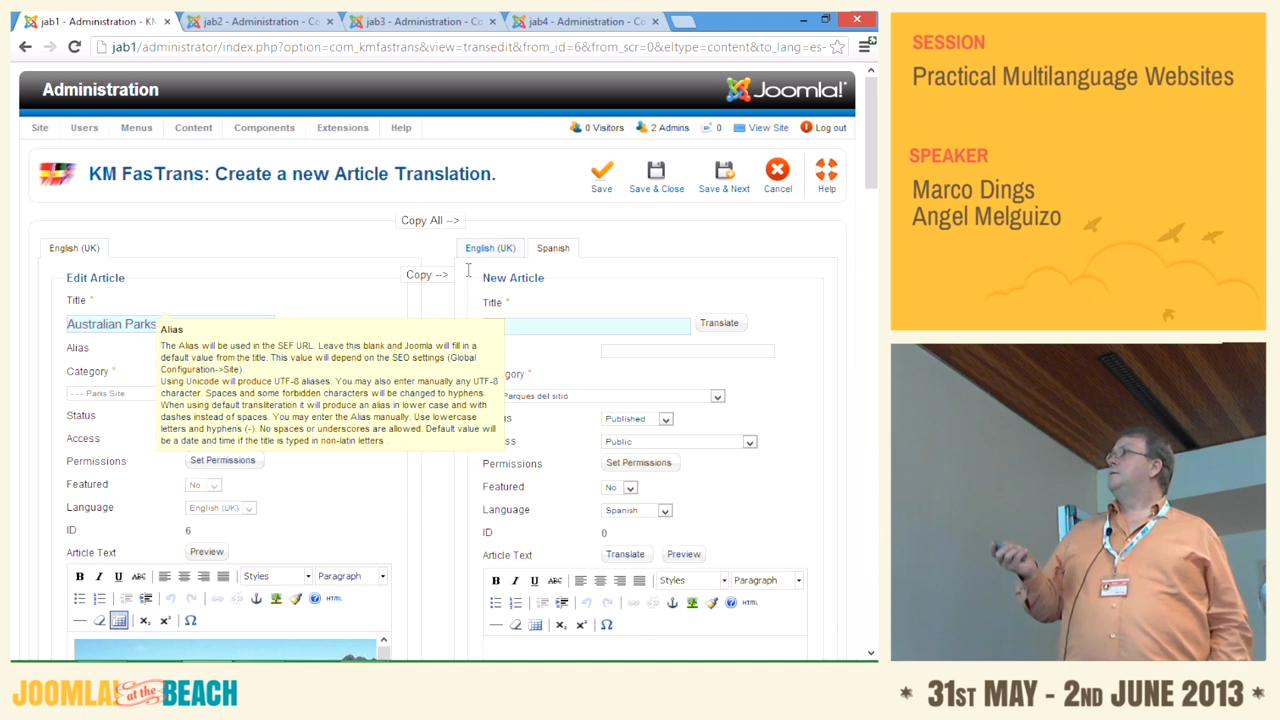 jab1 - Administration - KM
jab2 - Administration - Co
jab3 - Administration - Co
jab4 - Administration - Co
jab1/administrator/index.php?option=com_kmfastrans&view=transedit&from_id=6&from_scr=0&eltype=content&to_lang=es-
Administration
Joomla!
Site Users Menus Content Components Extensions Help
0 Visitors 2 Admins 0 View Site Log out
KM FasTrans: Create a new Article Translation.
Save Save & Close Save & Next Cancel Help
Copy All -->
English (UK)
English (UK) Spanish
Copy -->
Edit Article
Title *
Australian Parks
Alias
Category *
- - - Parks Site
Status
Access
Permissions Set Permissions
Featured No
Language English (UK)
ID 6
Article Text Preview
B I U ABC Styles Paragraph
HTML
Alias
The Alias will be used in the SEF URL. Leave this blank and Joomla will fill in a
default value from the title. This value will depend on the SEO settings (Global
Configuration->Site).
Using Unicode will produce UTF-8 aliases. You may also enter manually any UTF-8
character. Spaces and some forbidden characters will be changed to hyphens.
When using default transliteration it will produce an alias in lower case and with
dashes instead of spaces. You may enter the Alias manually. Use lowercase
letters and hyphens (-). No spaces or underscores are allowed. Default value will
be a date and time if the title is typed in non-latin letters .
New Article
Title *
Translate
egory *
Parques del sitio
Published
Public
Permissions Set Permissions
Featured No
Language Spanish
ID 0
Article Text Translate Preview
B I U ABC Styles Paragraph
HTML
SESSION
Practical Multilanguage Websites
SPEAKER
Marco Dings
Angel Melguizo
JOOMLA! at the BEACH
* 31ST MAY - 2ND JUNE 2013 *